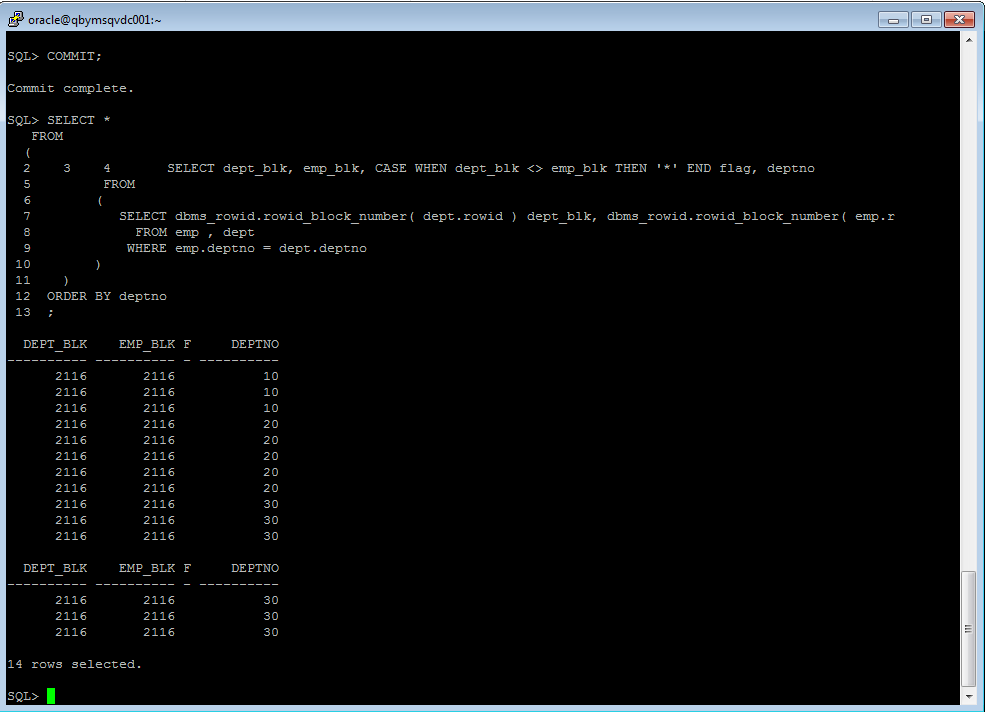 oracle@qbymsqvdc001:~
SQL> COMMIT;
Commit complete.
SQL> SELECT *
   FROM
  (
  2    3    4       SELECT dept_blk, emp_blk, CASE WHEN dept_blk <> emp_blk THEN '*' END flag, deptno
  5         FROM
  6        (
  7           SELECT dbms_rowid.rowid_block_number( dept.rowid ) dept_blk, dbms_rowid.rowid_block_number( emp.r
  8             FROM emp , dept
  9            WHERE emp.deptno = dept.deptno
 10        )
 11    )
 12  ORDER BY deptno
 13  ;
  DEPT_BLK    EMP_BLK F     DEPTNO
---------- ---------- - ----------
      2116       2116           10
      2116       2116           10
      2116       2116           10
      2116       2116           20
      2116       2116           20
      2116       2116           20
      2116       2116           20
      2116       2116           20
      2116       2116           30
      2116       2116           30
      2116       2116           30
  DEPT_BLK    EMP_BLK F     DEPTNO
---------- ---------- - ----------
      2116       2116           30
      2116       2116           30
      2116       2116           30
14 rows selected.
SQL>